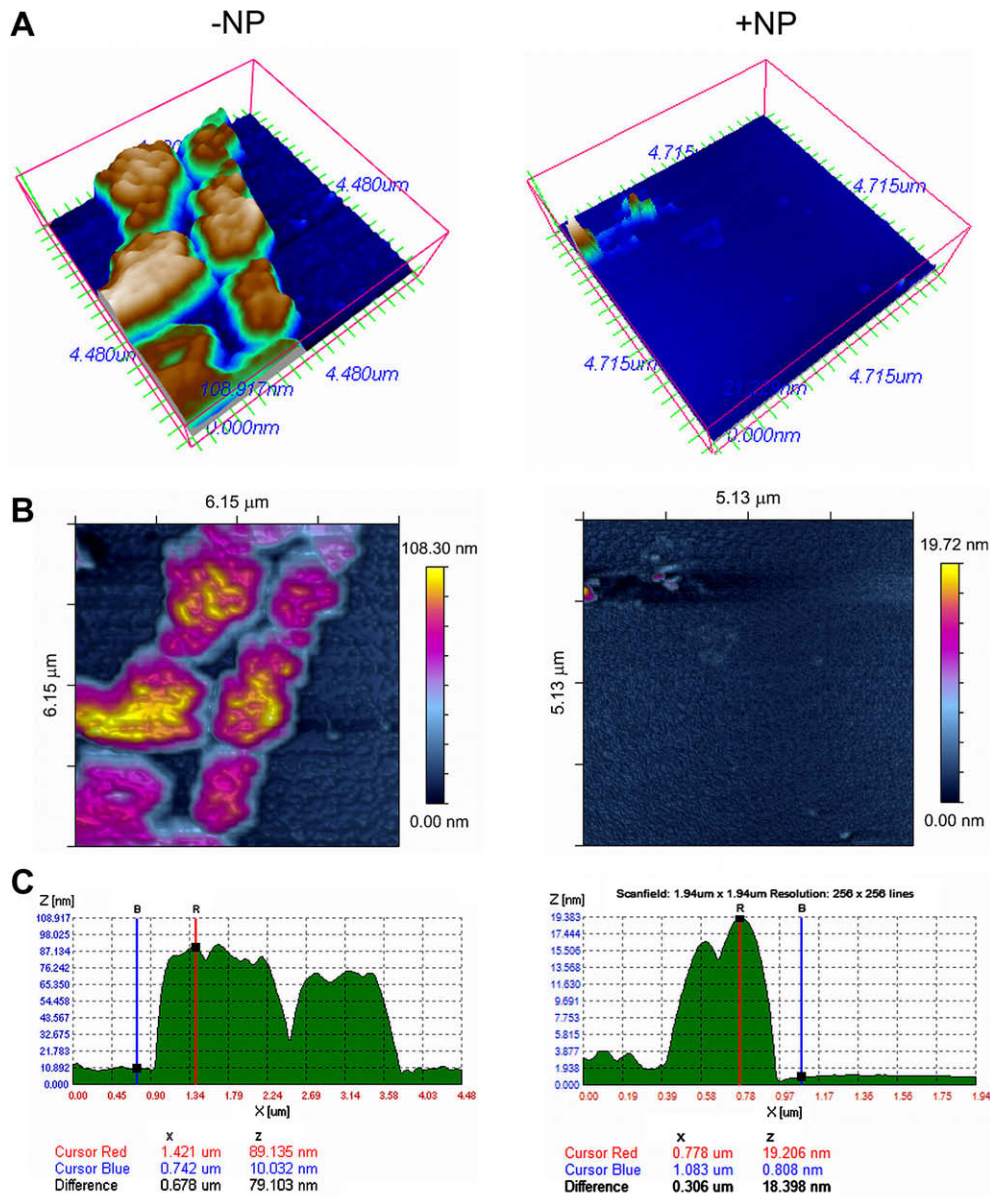 A
-NP
+NP
4.480um
4.480um
4.480um
108.917nm
0.000nm
4.715
4.715um
4.715um
4.715um
0.000nm
B
6.15 µm
6.15 µm
108.30 nm
0.00 nm
5.13 µm
5.13 µm
19.72 nm
0.00 nm
C
Z [nm]
B R
108.917
98.025
87.134
76.242
65.350
54.458
43.567
32.675
21.783
10.892
0.000
0.00 0.45 0.90 1.34 1.79 2.24 2.69 3.14 3.58 4.03 4.48
X [um]
x z
Cursor Red 1.421 um 89.135 nm
Cursor Blue 0.742 um 10.032 nm
Difference 0.678 um 79.103 nm
Scanfield: 1.94um x 1.94um Resolution: 256 x 256 lines
Z [nm]
R B
19.383
17.444
15.506
13.568
11.630
9.691
7.753
5.815
3.877
1.938
0.000
0.00 0.19 0.39 0.58 0.78 0.97 1.17 1.36 1.56 1.75 1.94
X [um]
x z
Cursor Red 0.778 um 19.206 nm
Cursor Blue 1.083 um 0.808 nm
Difference 0.306 um 18.398 nm